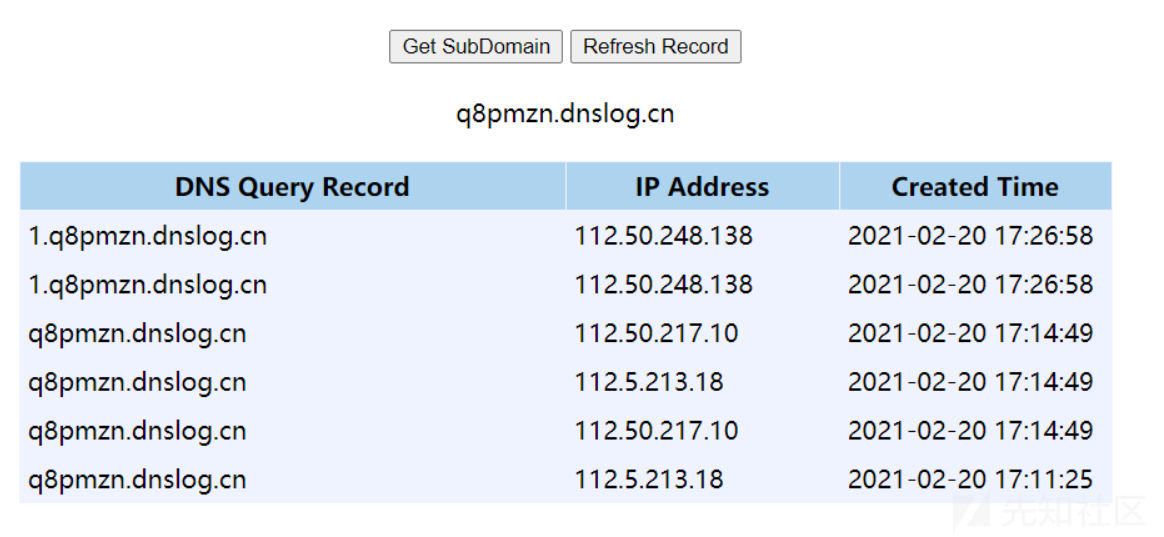 Get SubDomain Refresh Record
q8pmzn.dnslog.cn
DNS Query Record IP Address Created Time
1.q8pmzn.dnslog.cn 112.50.248.138 2021-02-20 17:26:58
1.q8pmzn.dnslog.cn 112.50.248.138 2021-02-20 17:26:58
q8pmzn.dnslog.cn 112.50.217.10 2021-02-20 17:14:49
q8pmzn.dnslog.cn 112.5.213.18 2021-02-20 17:14:49
q8pmzn.dnslog.cn 112.50.217.10 2021-02-20 17:14:49
q8pmzn.dnslog.cn 112.5.213.18 2021-02-20 17:11:25
先知社区